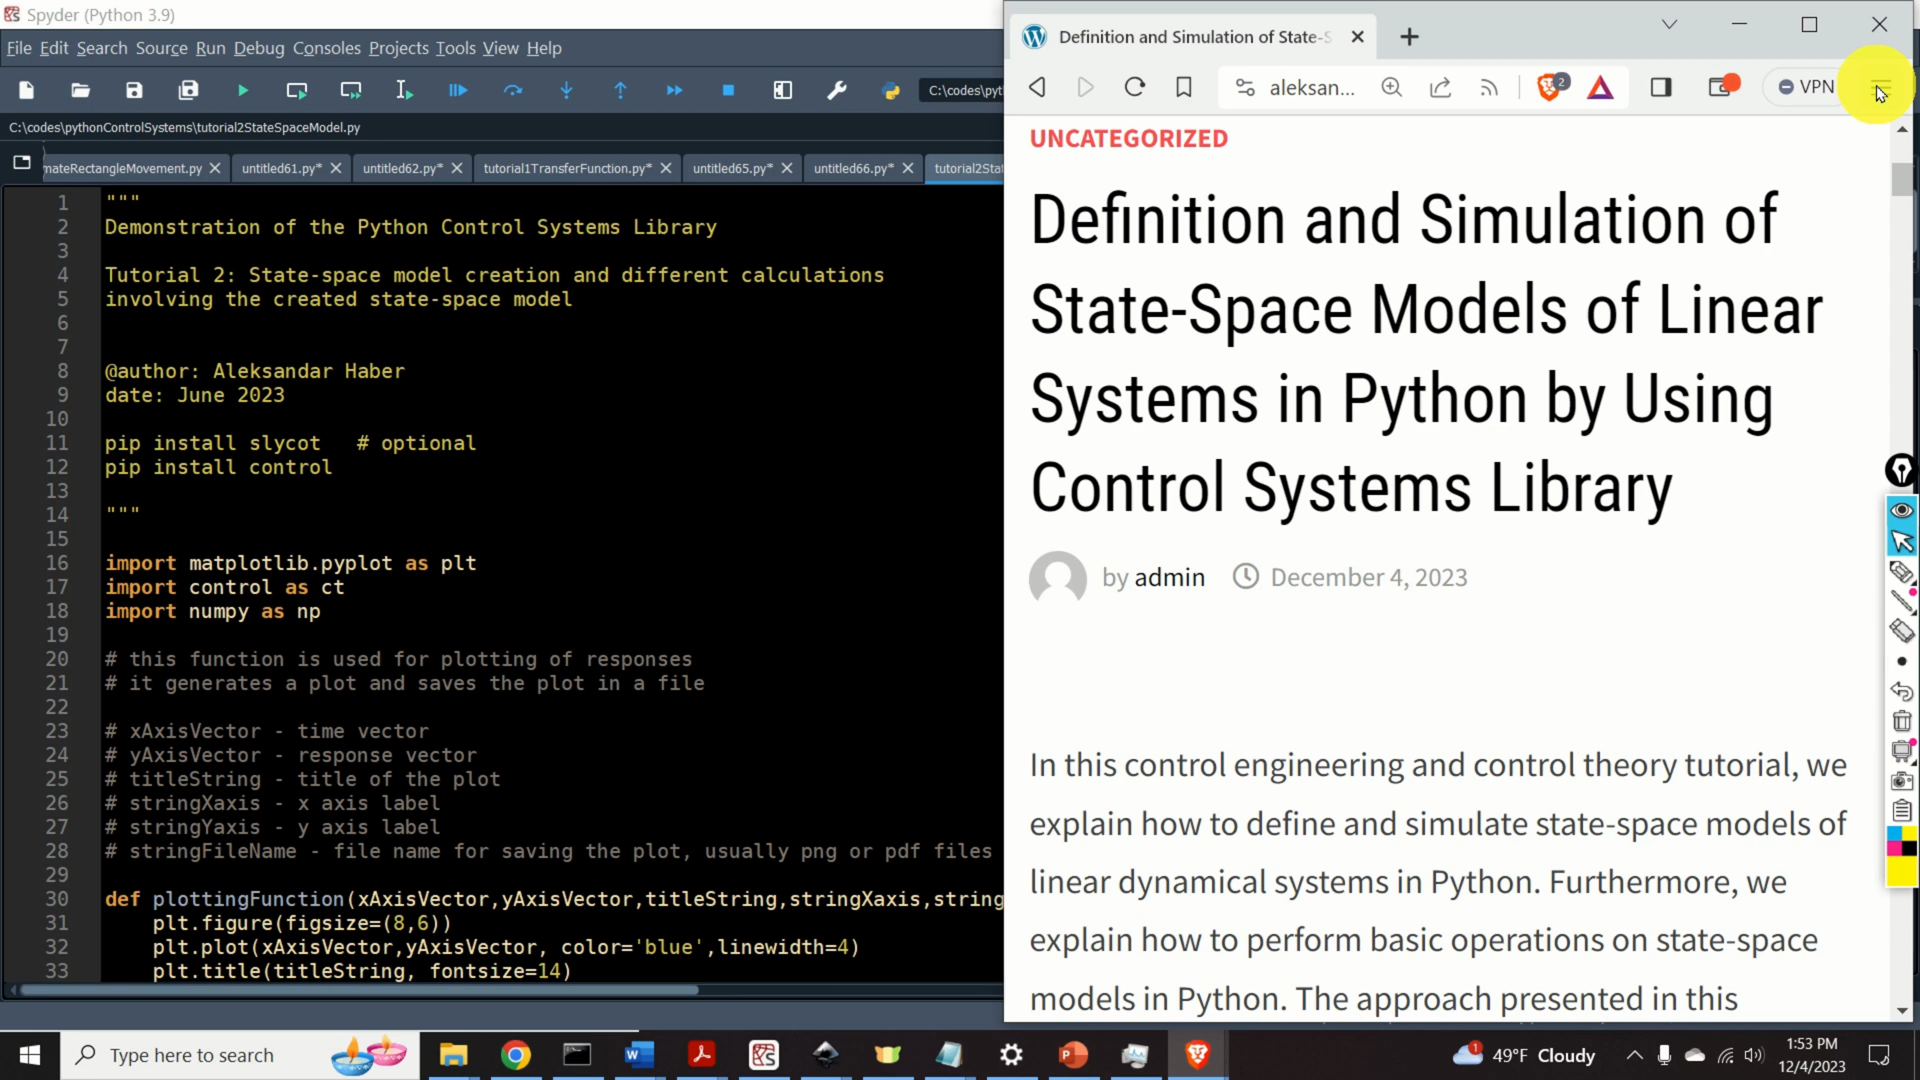 Spyder (Python 3.9)
File Edit Search Source Run Debug Consoles Projects Tools View Help
C:\codes\pyt
C:\codes\pythonControlSystems\tutorial2StateSpaceModel.py
mateRectangleMovement.py
untitled61.py*
untitled62.py*
tutorial1TransferFunction.py*
untitled65.py*
untitled66.py*
tutorial2Sta
1 """
2 Demonstration of the Python Control Systems Library
3
4 Tutorial 2: State-space model creation and different calculations
5 involving the created state-space model
6
7
8 @author: Aleksandar Haber
9 date: June 2023
10
11 pip install slycot   # optional
12 pip install control
13
14 """
15
16 import matplotlib.pyplot as plt
17 import control as ct
18 import numpy as np
19
20 # this function is used for plotting of responses
21 # it generates a plot and saves the plot in a file
22
23 # xAxisVector - time vector
24 # yAxisVector - response vector
25 # titleString - title of the plot
26 # stringXaxis - x axis label
27 # stringYaxis - y axis label
28 # stringFileName - file name for saving the plot, usually png or pdf files
29
30 def plottingFunction(xAxisVector,yAxisVector,titleString,stringXaxis,string
31     plt.figure(figsize=(8,6))
32     plt.plot(xAxisVector,yAxisVector, color='blue',linewidth=4)
33     plt.title(titleString, fontsize=14)
Definition and Simulation of State-S
aleksan...
2
VPN
UNCATEGORIZED
Definition and Simulation of
State-Space Models of Linear
Systems in Python by Using
Control Systems Library
by admin
December 4, 2023
In this control engineering and control theory tutorial, we
explain how to define and simulate state-space models of
linear dynamical systems in Python. Furthermore, we
explain how to perform basic operations on state-space
models in Python. The approach presented in this
Type here to search
1
49°F Cloudy
1:53 PM
12/4/2023